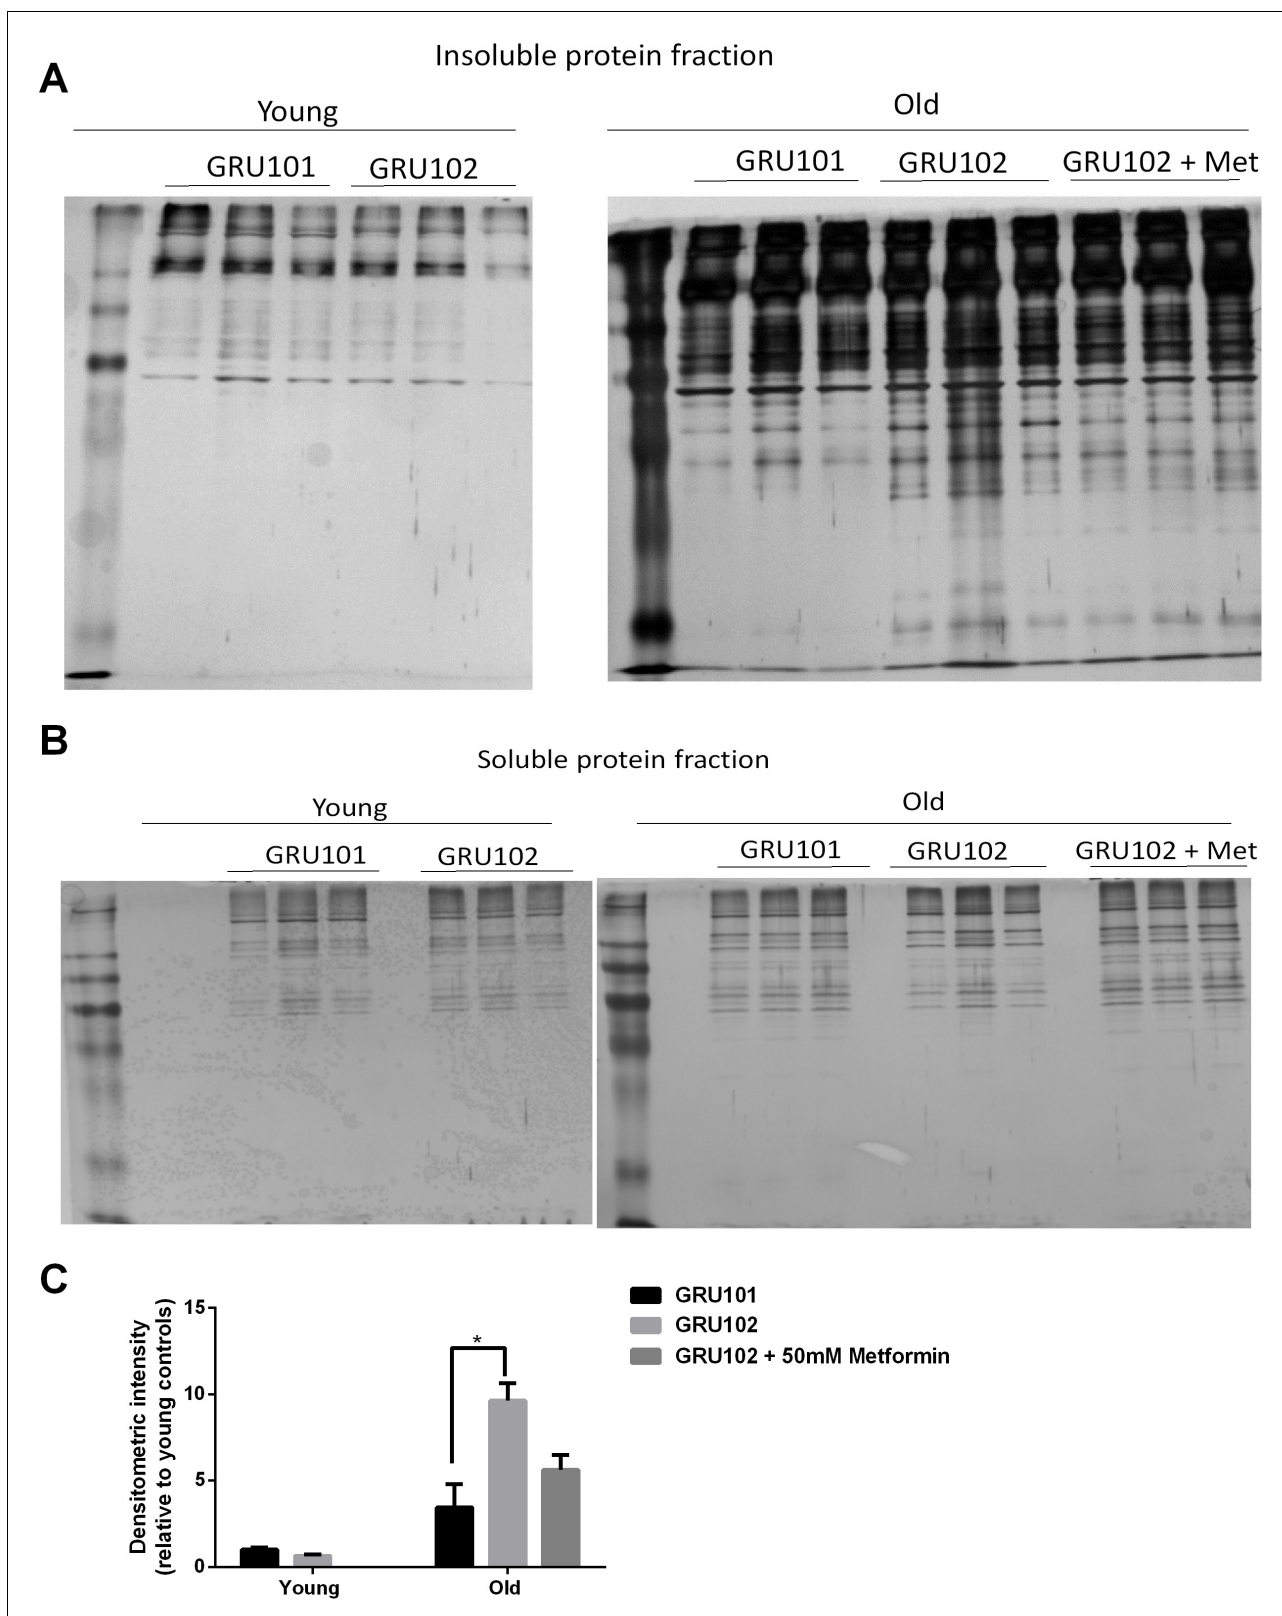 Insoluble protein fraction
A
Young
Old
GRU101
GRU102
GRU101
GRU102
GRU102 + Met
B
Soluble protein fraction
Young
Old
GRU101
GRU102
GRU101
GRU102
GRU102 + Met
C
Densitometric intensity
(relative to young controls)
15
10
5
0
*
Young
Old
GRU101
GRU102
GRU102 + 50mM Metformin